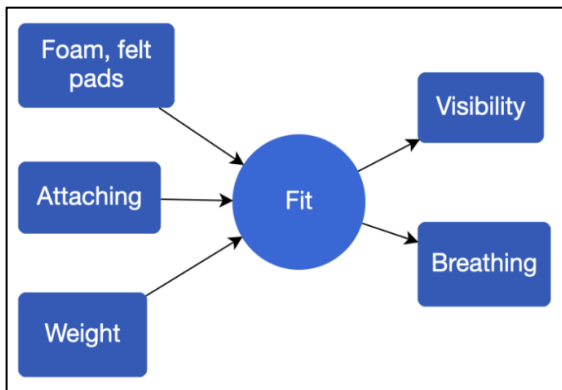 Foam, felt
pads
Attaching
Weight
Fit
Visibility
Breathing